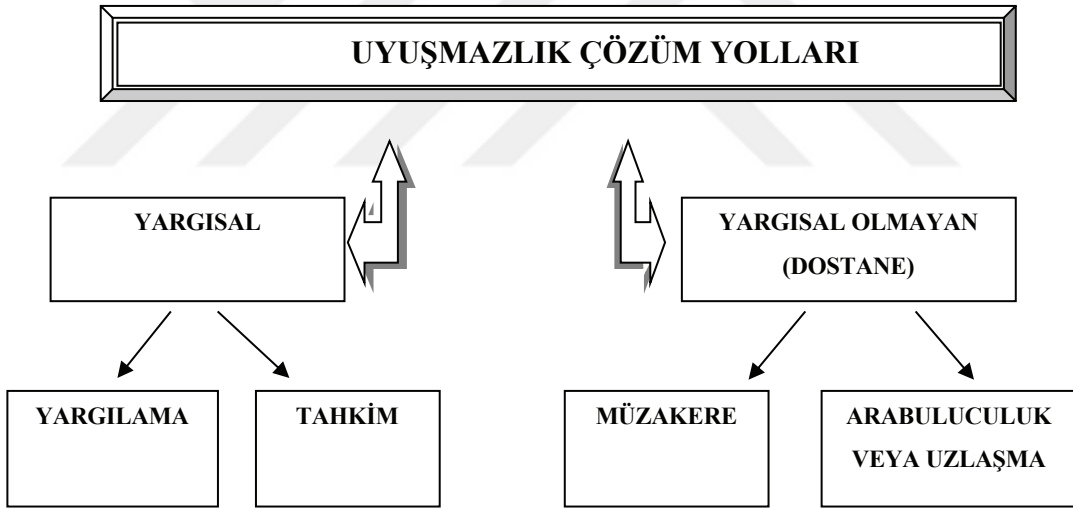 UYUŞMAZLIK ÇÖZÜM YOLLARI
YARGISAL
YARGISAL OLMAYAN
(DOSTANE)
YARGILAMA
TAHKİM
MÜZAKERE
ARABULUCULUK
VEYA UZLAŞMA